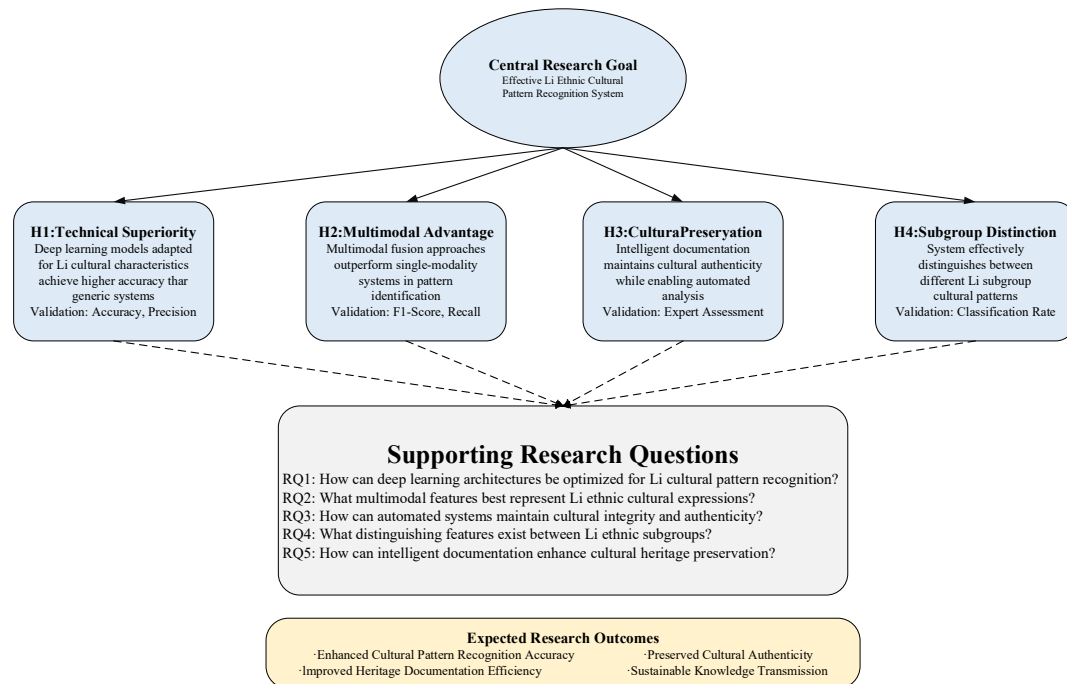 Central Research Goal
Effective Li Ethnic Cultural
Pattern Recognition System
H1:Technical Superiority
Deep learning models adapted
for Li cultural characteristics
achieve higher accuracy thar
generic systems
Validation: Accuracy, Precision
H2:Multimodal Advantage
Multimodal fusion approaches
outperform single-modality
systems in pattern
identification
Validation: F1-Score, Recall
H3:CulturaPreseryation
Intelligent documentation
maintains cultural authenticity
while enabling automated
analysis
Validation: Expert Assessment
H4:Subgroup Distinction
System effectively
distinguishes between
different Li subgroup
cultural patterns
Validation: Classification Rate
Supporting Research Questions
RQ1: How can deep learning architectures be optimized for Li cultural pattern recognition?
RQ2: What multimodal features best represent Li ethnic cultural expressions?
RQ3: How can automated systems maintain cultural integrity and authenticity?
RQ4: What distinguishing features exist between Li ethnic subgroups?
RQ5: How can intelligent documentation enhance cultural heritage preservation?
Expected Research Outcomes
·Enhanced Cultural Pattern Recognition Accuracy ·Preserved Cultural Authenticity
·Improved Heritage Documentation Efficiency ·Sustainable Knowledge Transmission